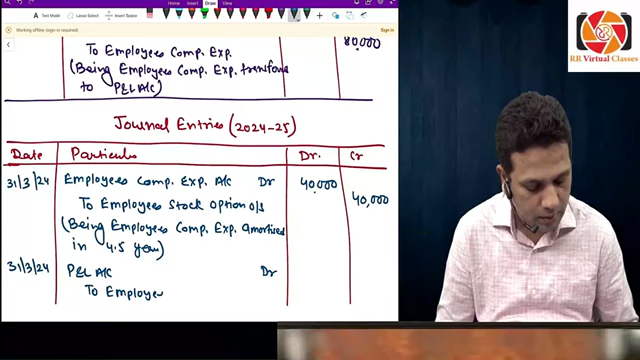 Home Insert Draw View
Text Mode
Lasso Select
Insert Space
Working offline (sign in required)
Sign in
RR Virtual Classes
80,000
To Employees Comp. Exp.
(Being Employees Comp. Exp. transfered
to P&L A/c)
Journal Entries (2024-25)
Date Particulars Dr. Cr
31/3/24 Employees Comp. Exp. A/c Dr 40,000
To Employees Stock Option o/s 40,000
(Being Employees Comp. Exp. amortised
in 4.5 year)
31/3/24 P&L A/c Dr
To Employee